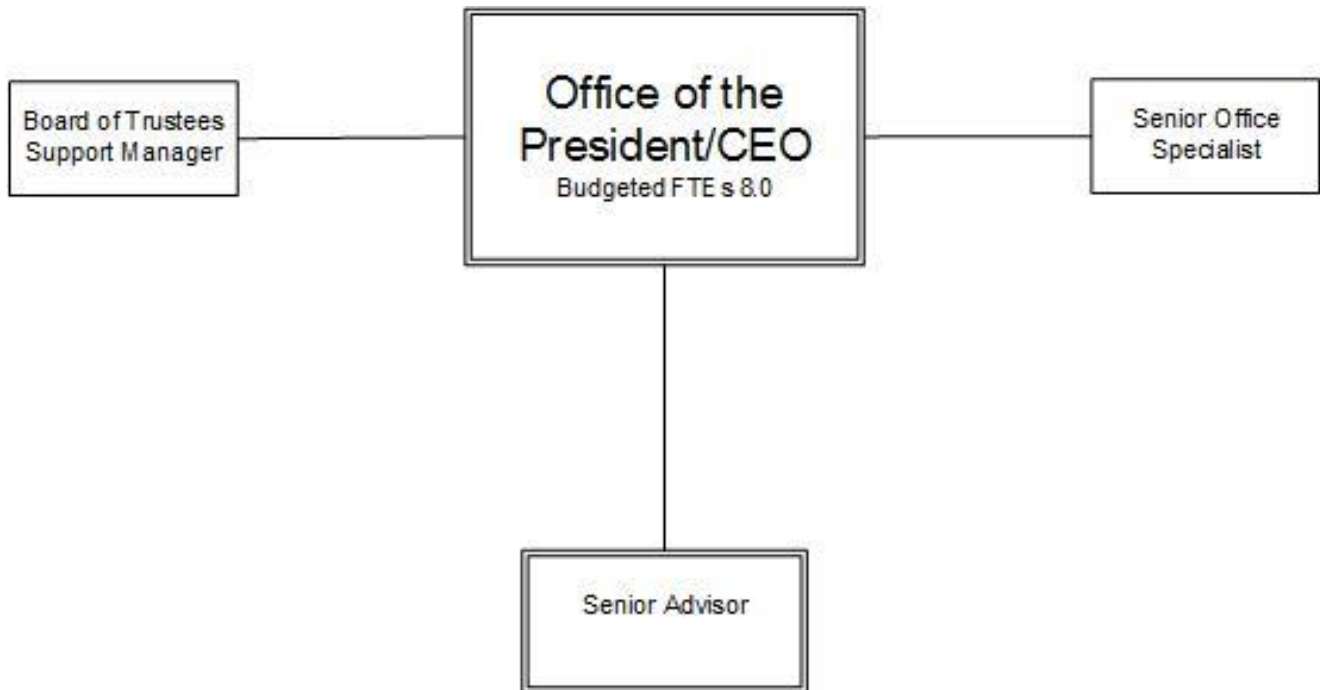 Office of the
President/CEO
Budgeted FTE s 8.0
Board of Trustees
Support Manager
Senior Office
Specialist
Senior Advisor